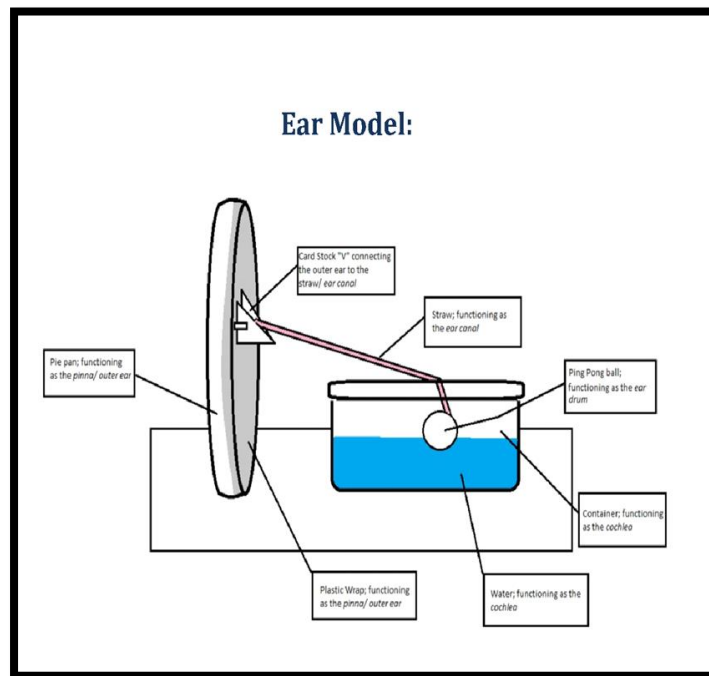 Ear Model:
Card Stock "V" connecting
the outer ear to the
straw/ ear canal
Straw; functioning as
the ear canal
Pie pan; functioning
as the pinna/ outer ear
Ping Pong ball;
functioning as the ear
drum
Container; functioning
as the cochlea
Plastic Wrap; functioning
as the pinna/ outer ear
Water; functioning as the
cochlea